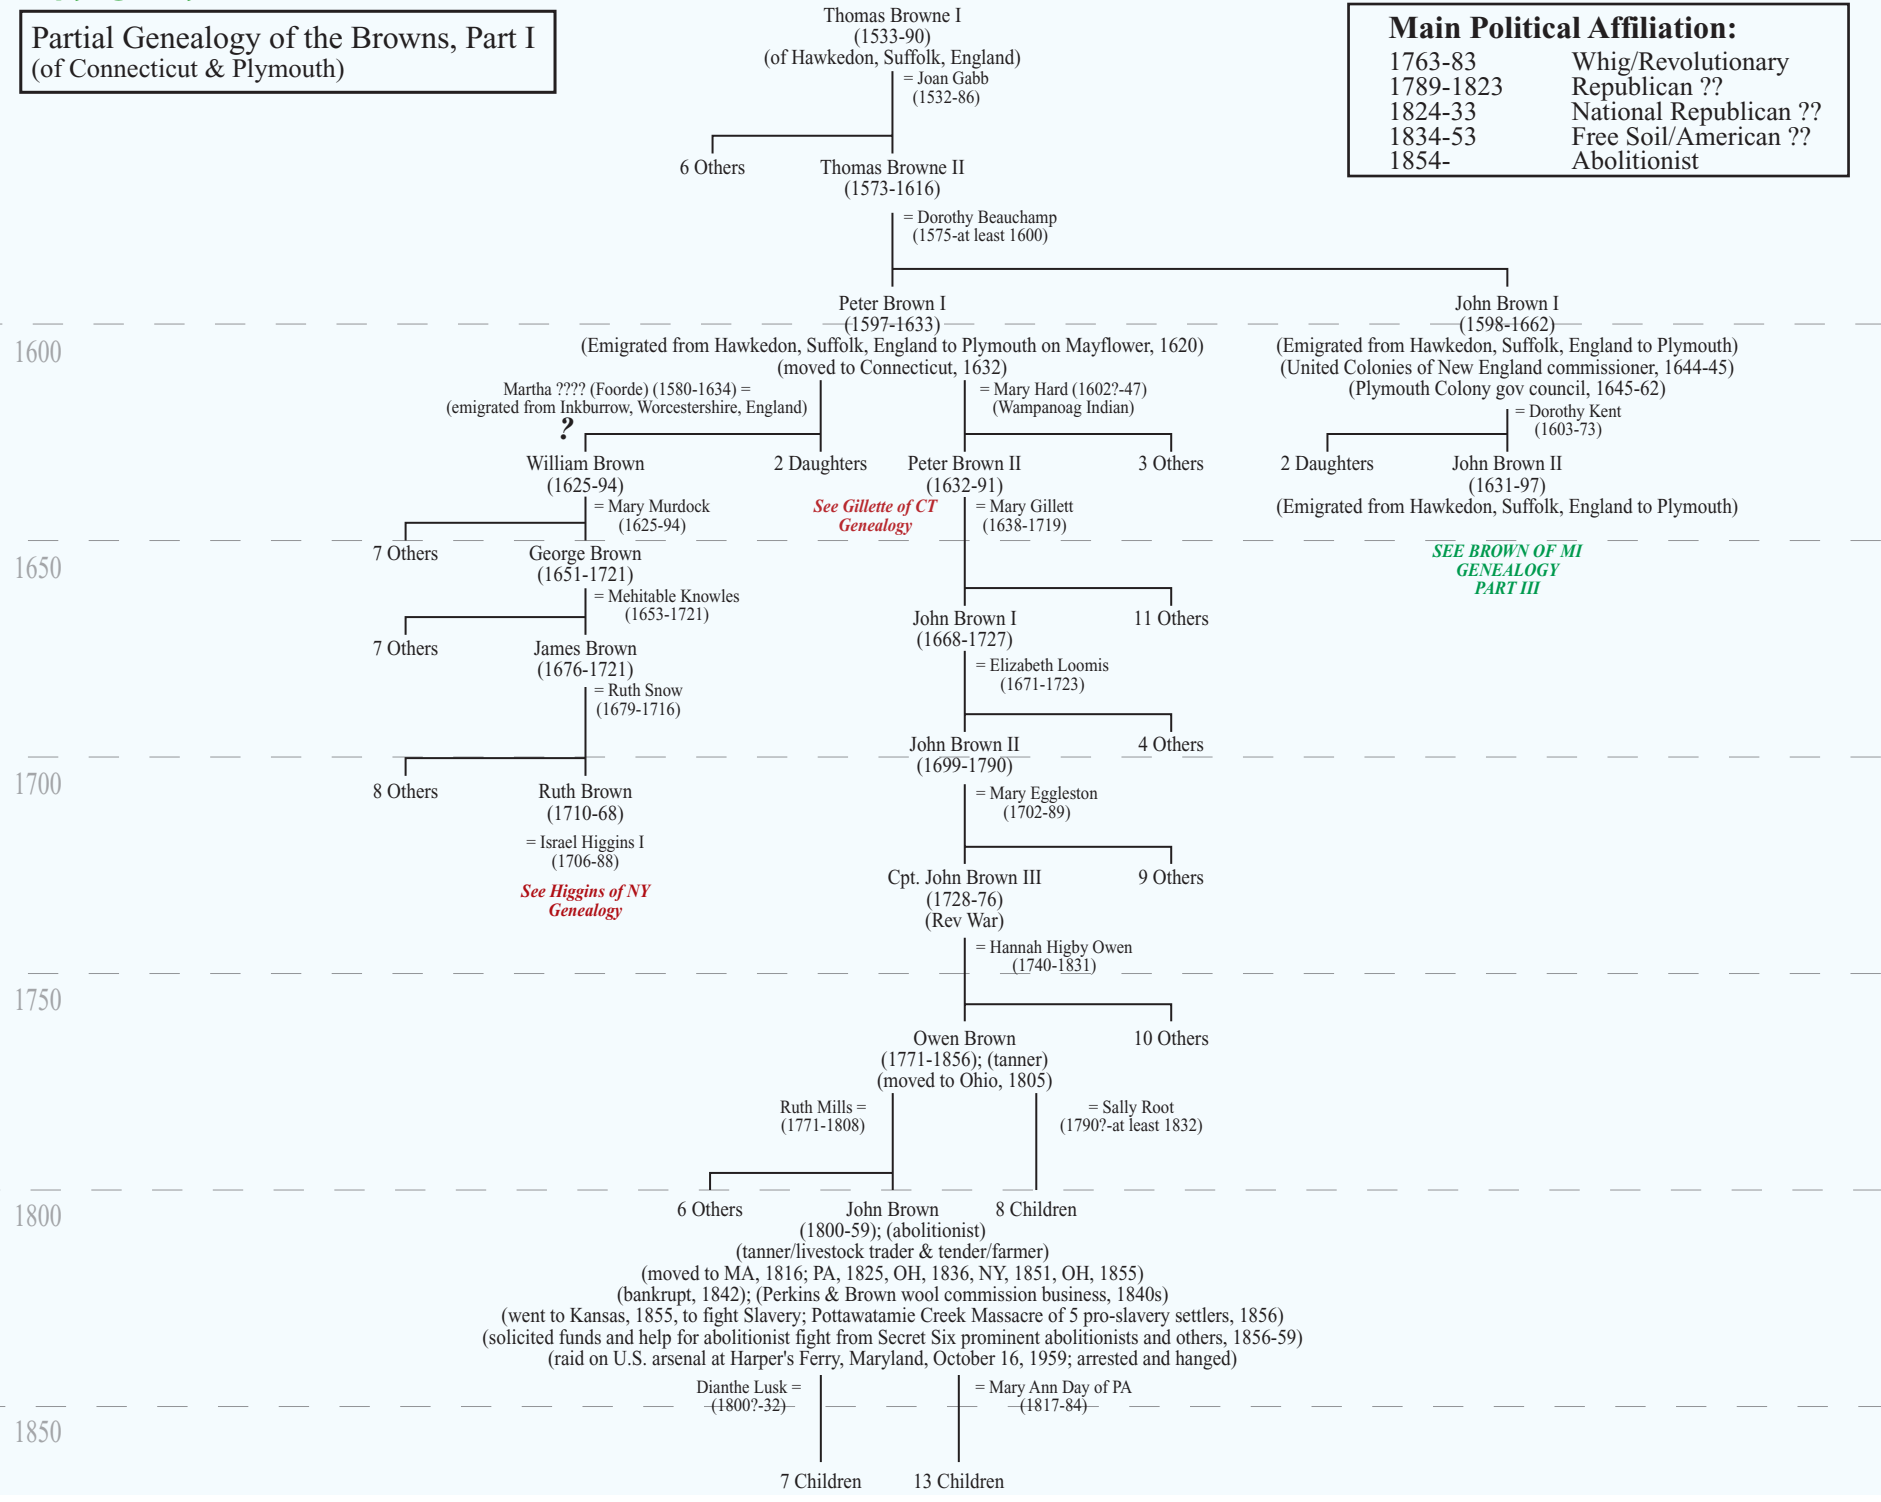 Partial Genealogy of the Browns, Part I
(of Connecticut & Plymouth)
Main Political Affiliation:
1763-83 Whig/Revolutionary
1789-1823 Republican ??
1824-33 National Republican ??
1834-53 Free Soil/American ??
1854- Abolitionist
Thomas Browne I
(1533-90)
(of Hawkedon, Suffolk, England)
= Joan Gabb
(1532-86)
6 Others
Thomas Browne II
(1573-1616)
= Dorothy Beauchamp
(1575-at least 1600)
Peter Brown I
(1597-1633)
(Emigrated from Hawkedon, Suffolk, England to Plymouth on Mayflower, 1620)
(moved to Connecticut, 1632)
John Brown I
(1598-1662)
(Emigrated from Hawkedon, Suffolk, England to Plymouth)
(United Colonies of New England commissioner, 1644-45)
(Plymouth Colony gov council, 1645-62)
1600
Martha ???? (Foorde) (1580-1634) =
(emigrated from Inkburrow, Worcestershire, England)
= Mary Hard (1602?-47)
(Wampanoag Indian)
= Dorothy Kent
(1603-73)
?
William Brown
(1625-94)
2 Daughters
Peter Brown II
(1632-91)
3 Others
2 Daughters
John Brown II
(1631-97)
(Emigrated from Hawkedon, Suffolk, England to Plymouth)
= Mary Murdock
(1625-94)
See Gillette of CT
Genealogy
= Mary Gillett
(1638-1719)
7 Others
George Brown
(1651-1721)
SEE BROWN OF MI
GENEALOGY
PART III
1650
= Mehitable Knowles
(1653-1721)
John Brown I
(1668-1727)
11 Others
7 Others
James Brown
(1676-1721)
= Elizabeth Loomis
(1671-1723)
= Ruth Snow
(1679-1716)
John Brown II
(1699-1790)
4 Others
1700
8 Others
Ruth Brown
(1710-68)
= Mary Eggleston
(1702-89)
= Israel Higgins I
(1706-88)
See Higgins of NY
Genealogy
Cpt. John Brown III
(1728-76)
(Rev War)
9 Others
= Hannah Higby Owen
(1740-1831)
1750
Owen Brown
(1771-1856); (tanner)
(moved to Ohio, 1805)
10 Others
Ruth Mills =
(1771-1808)
= Sally Root
(1790?-at least 1832)
1800
6 Others
John Brown
8 Children
(1800-59); (abolitionist)
(tanner/livestock trader & tender/farmer)
(moved to MA, 1816; PA, 1825, OH, 1836, NY, 1851, OH, 1855)
(bankrupt, 1842); (Perkins & Brown wool commission business, 1840s)
(went to Kansas, 1855, to fight Slavery; Pottawatamie Creek Massacre of 5 pro-slavery settlers, 1856)
(solicited funds and help for abolitionist fight from Secret Six prominent abolitionists and others, 1856-59)
(raid on U.S. arsenal at Harper's Ferry, Maryland, October 16, 1959; arrested and hanged)
Dianthe Lusk =
(1800?-32)
= Mary Ann Day of PA
(1817-84)
1850
7 Children
13 Children